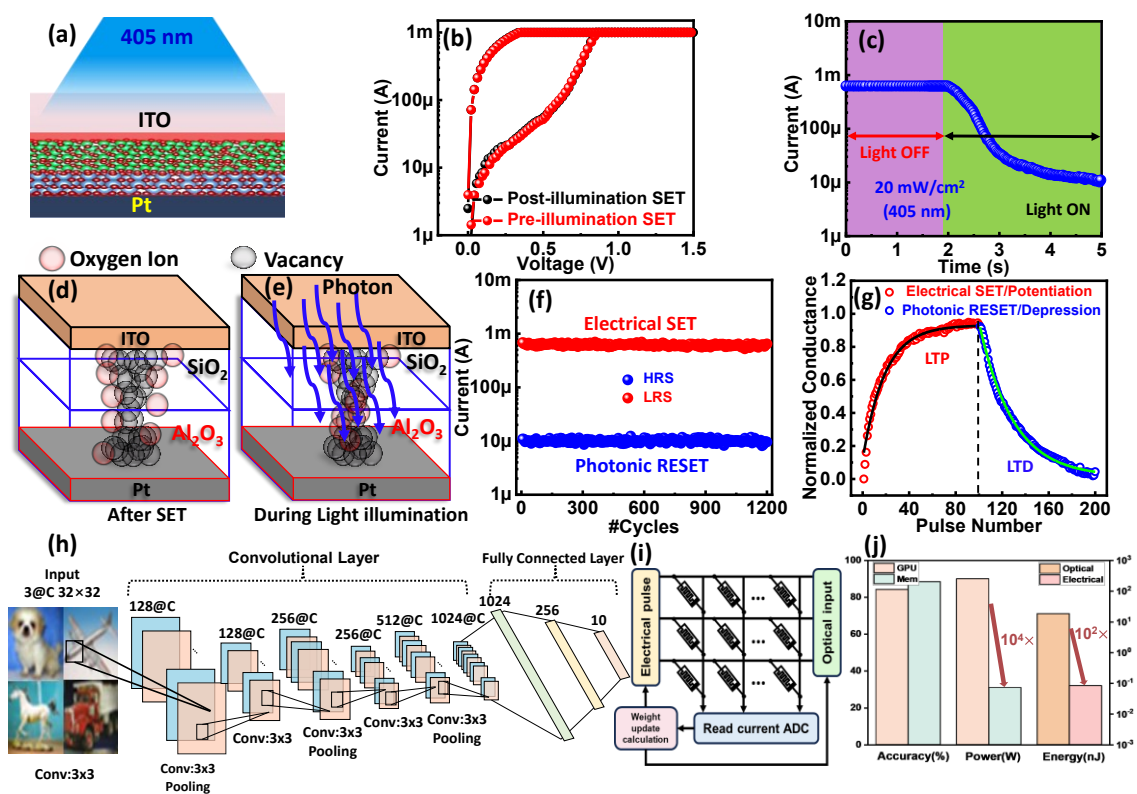 (a)
405 nm
ITO
Pt
(b)
Current (A)
1m
100μ
10μ
1μ
0.0
0.5
1.0
1.5
Voltage (V)
Post-illumination SET
Pre-illumination SET
(c)
Current (A)
10m
1m
100μ
10μ
1μ
Light OFF
20 mW/cm²
(405 nm)
Light ON
0
1
2
3
4
5
Time (s)
Oxygen Ion
Vacancy
(d)
ITO
SiO₂
Al₂O₃
Pt
After SET
(e)
Photon
ITO
SiO₂
Al₂O₃
Pt
During Light illumination
(f)
Current (A)
10m
1m
100μ
10μ
1μ
Electrical SET
HRS
LRS
Photonic RESET
0
300
600
900
1200
#Cycles
(g)
Electrical SET/Potentiation
Photonic RESET/Depression
Normalized Conductance
1.2
1.0
0.8
0.6
0.4
0.2
0.0
LTP
LTD
0
40
80
120
160
200
Pulse Number
(h)
Input
3@C 32×32
Convolutional Layer
Fully Connected Layer
128@C
128@C
256@C
256@C
512@C
1024@C
1024
256
10
Conv:3x3
Conv:3x3
Pooling
Conv:3x3
Conv:3x3
Pooling
Conv:3x3
Conv:3x3
Pooling
(i)
Electrical pulse
Optical input
Weight
update
calculation
Read current ADC
(j)
GPU
Mem
Optical
Electrical
100
80
60
40
20
0
10⁴×
10²×
10³
10²
10¹
10⁰
10⁻¹
10⁻²
10⁻³
Accuracy(%)
Power(W)
Energy(nJ)